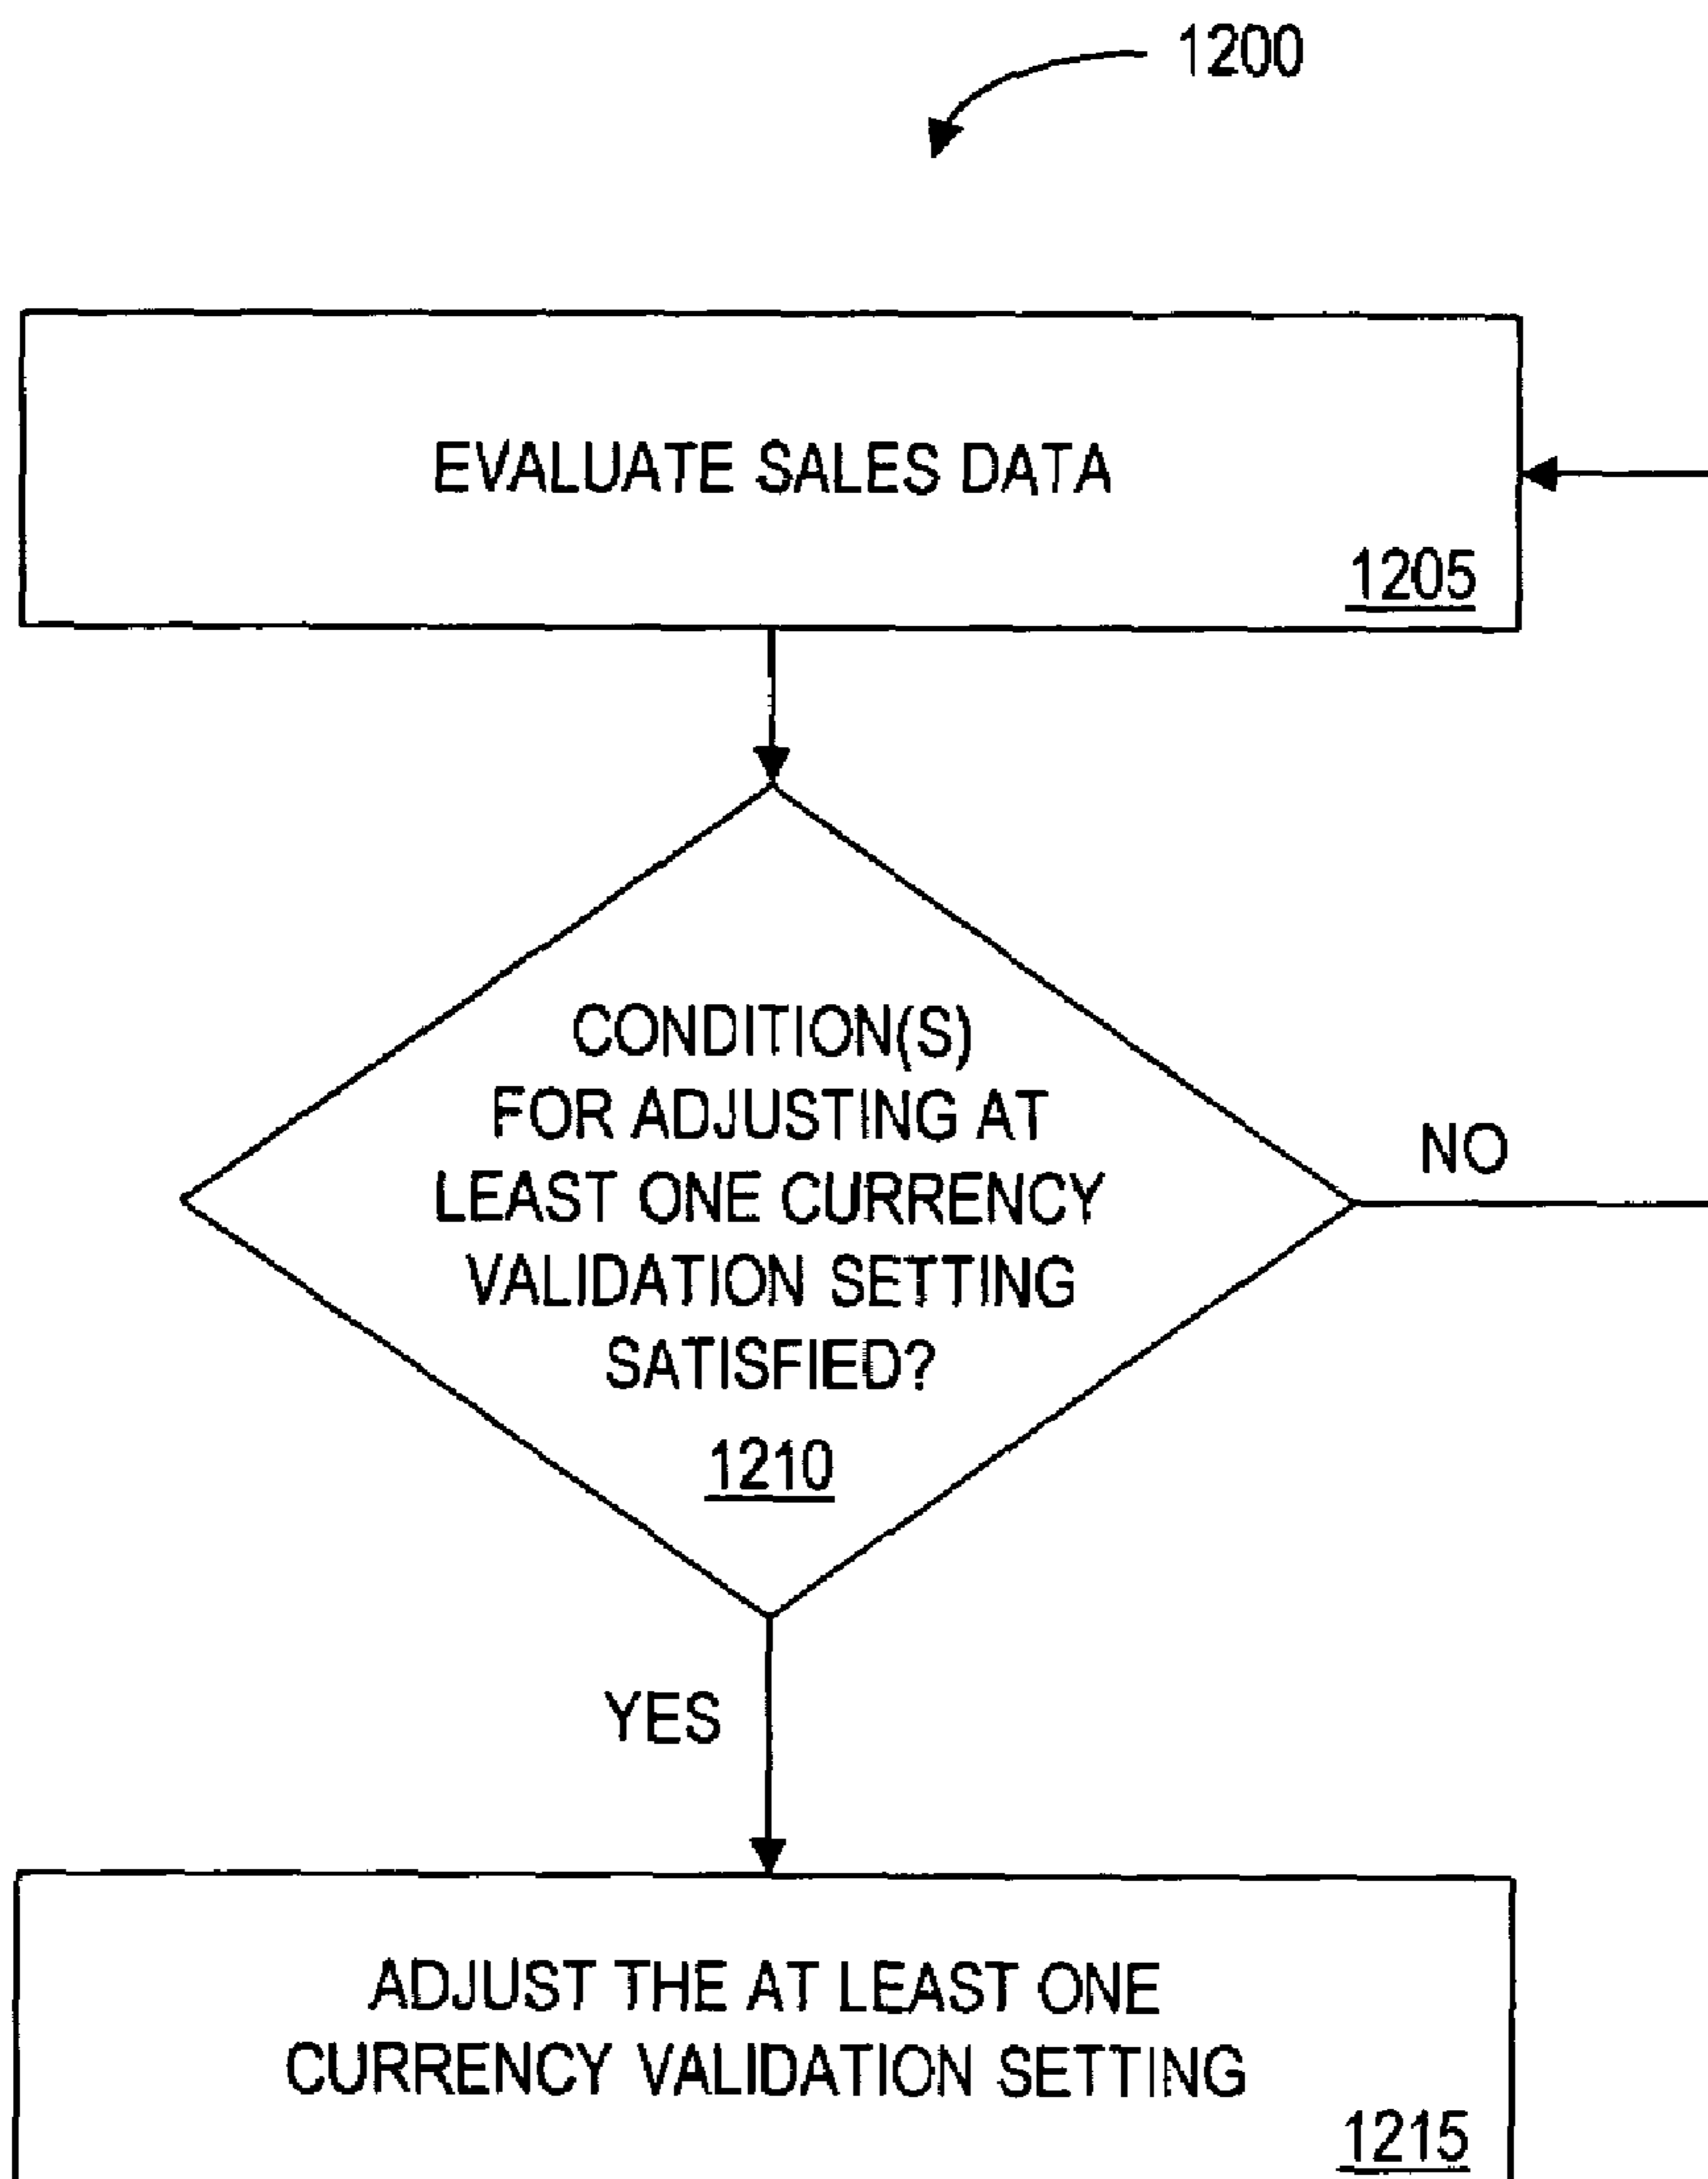 1200
EVALUATE SALES DATA
1205
CONDITION(S)
FOR ADJUSTING AT
LEAST ONE CURRENCY
VALIDATION SETTING
SATISFIED?
1210
NO
YES
ADJUST THE AT LEAST ONE
CURRENCY VALIDATION SETTING
1215